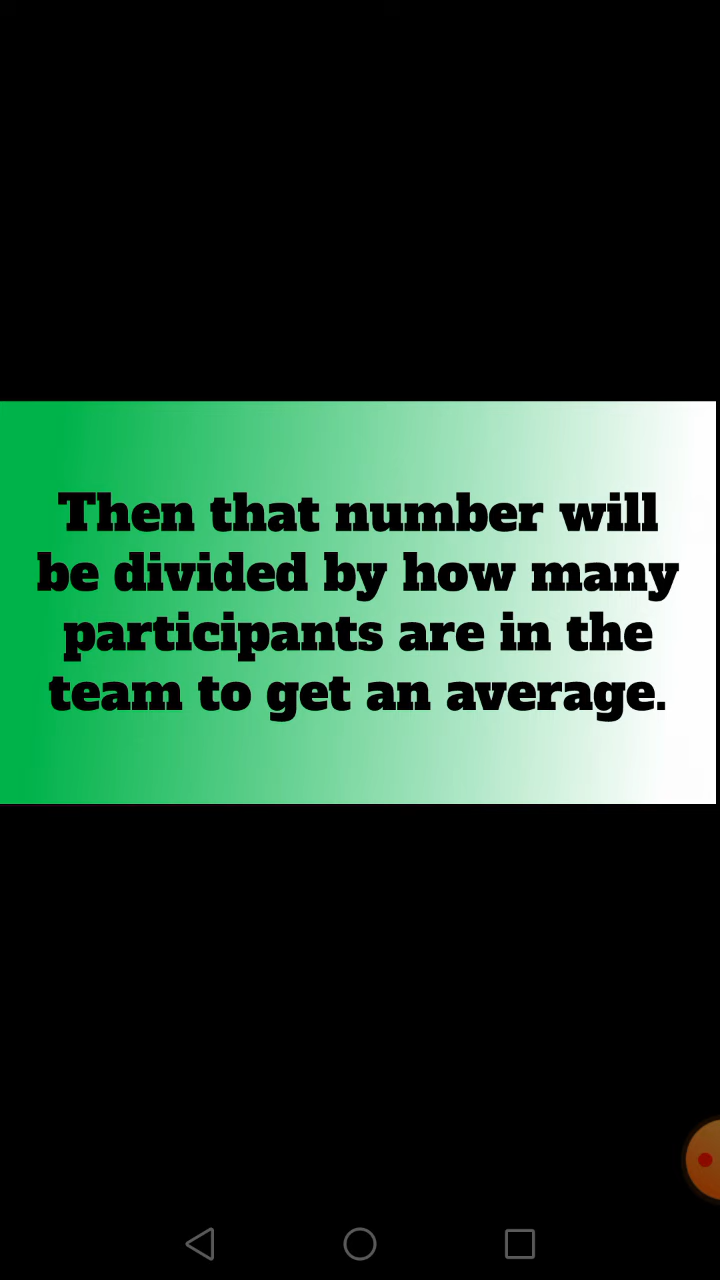 Then that number will
be divided by how many
participants are in the
team to get an average.